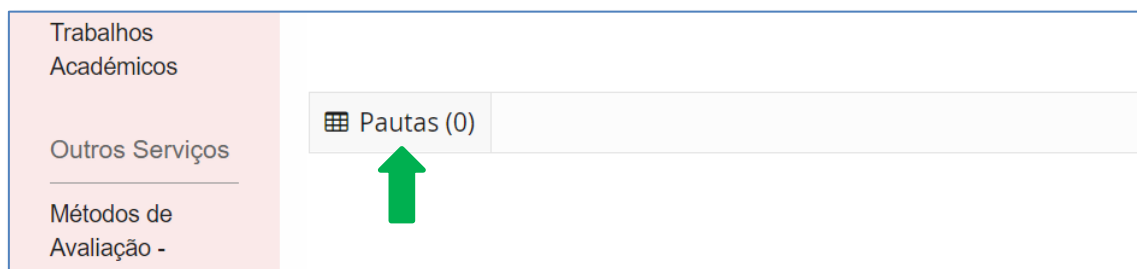 Trabalhos
Académicos
Outros Serviços
Métodos de
Avaliação -
Pautas (0)